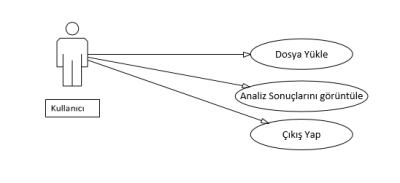 Dosya Yükle
Analiz Sonuçlarını görüntüle
Kullanıcı
Çıkış Yap